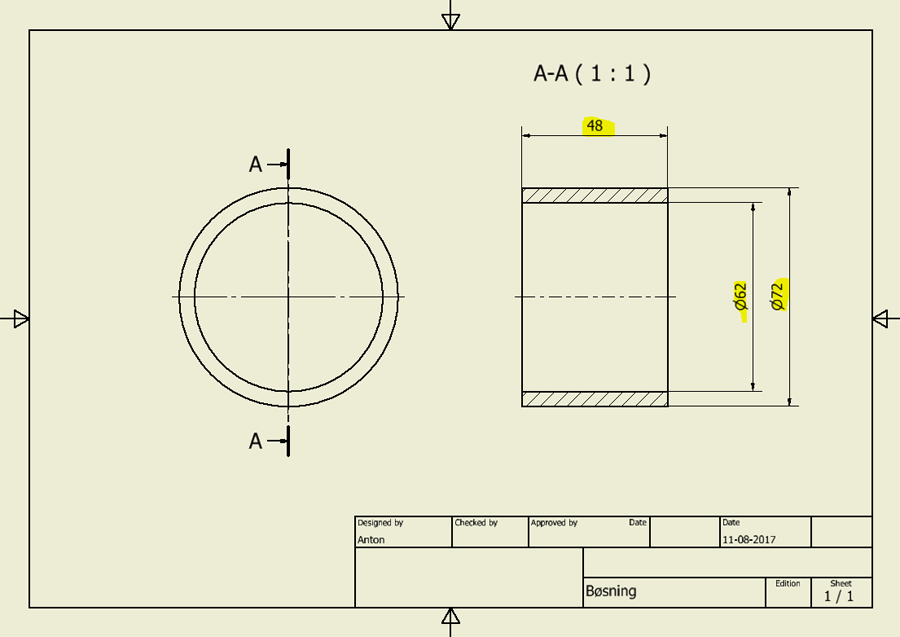 A-A ( 1 : 1 )
48
A
Ø62
Ø72
A
Designed by
Checked by
Approved by
Date
Date
Anton
11-08-2017
Bøsning
Edition
Sheet
1 / 1